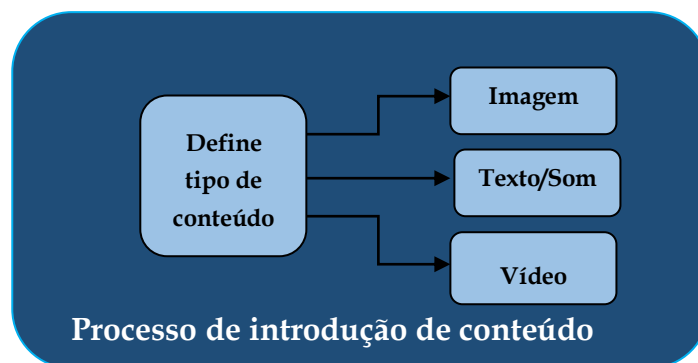 Define
tipo de
conteúdo
Imagem
Texto/Som
Vídeo
Processo de introdução de conteúdo